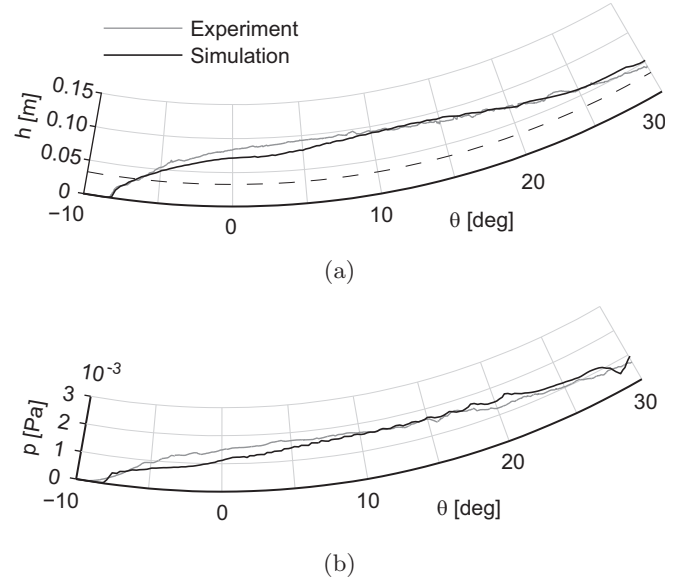 Experiment
Simulation
0.15
0.10
0.05
0
h [m]
−10
0
10
20
30
θ [deg]
(a)
10⁻³
3
2
1
0
p [Pa]
−10
0
10
20
30
θ [deg]
(b)